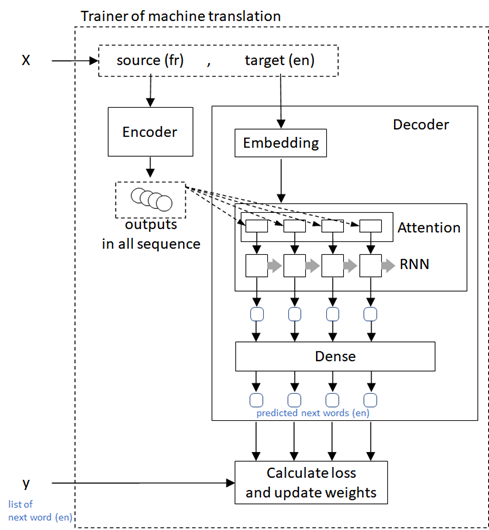 Trainer of machine translation
X
source (fr) , target (en)
Encoder
Decoder
Embedding
outputs
in all sequence
Attention
RNN
Dense
predicted next words (en)
y
list of
next word (en)
Calculate loss
and update weights